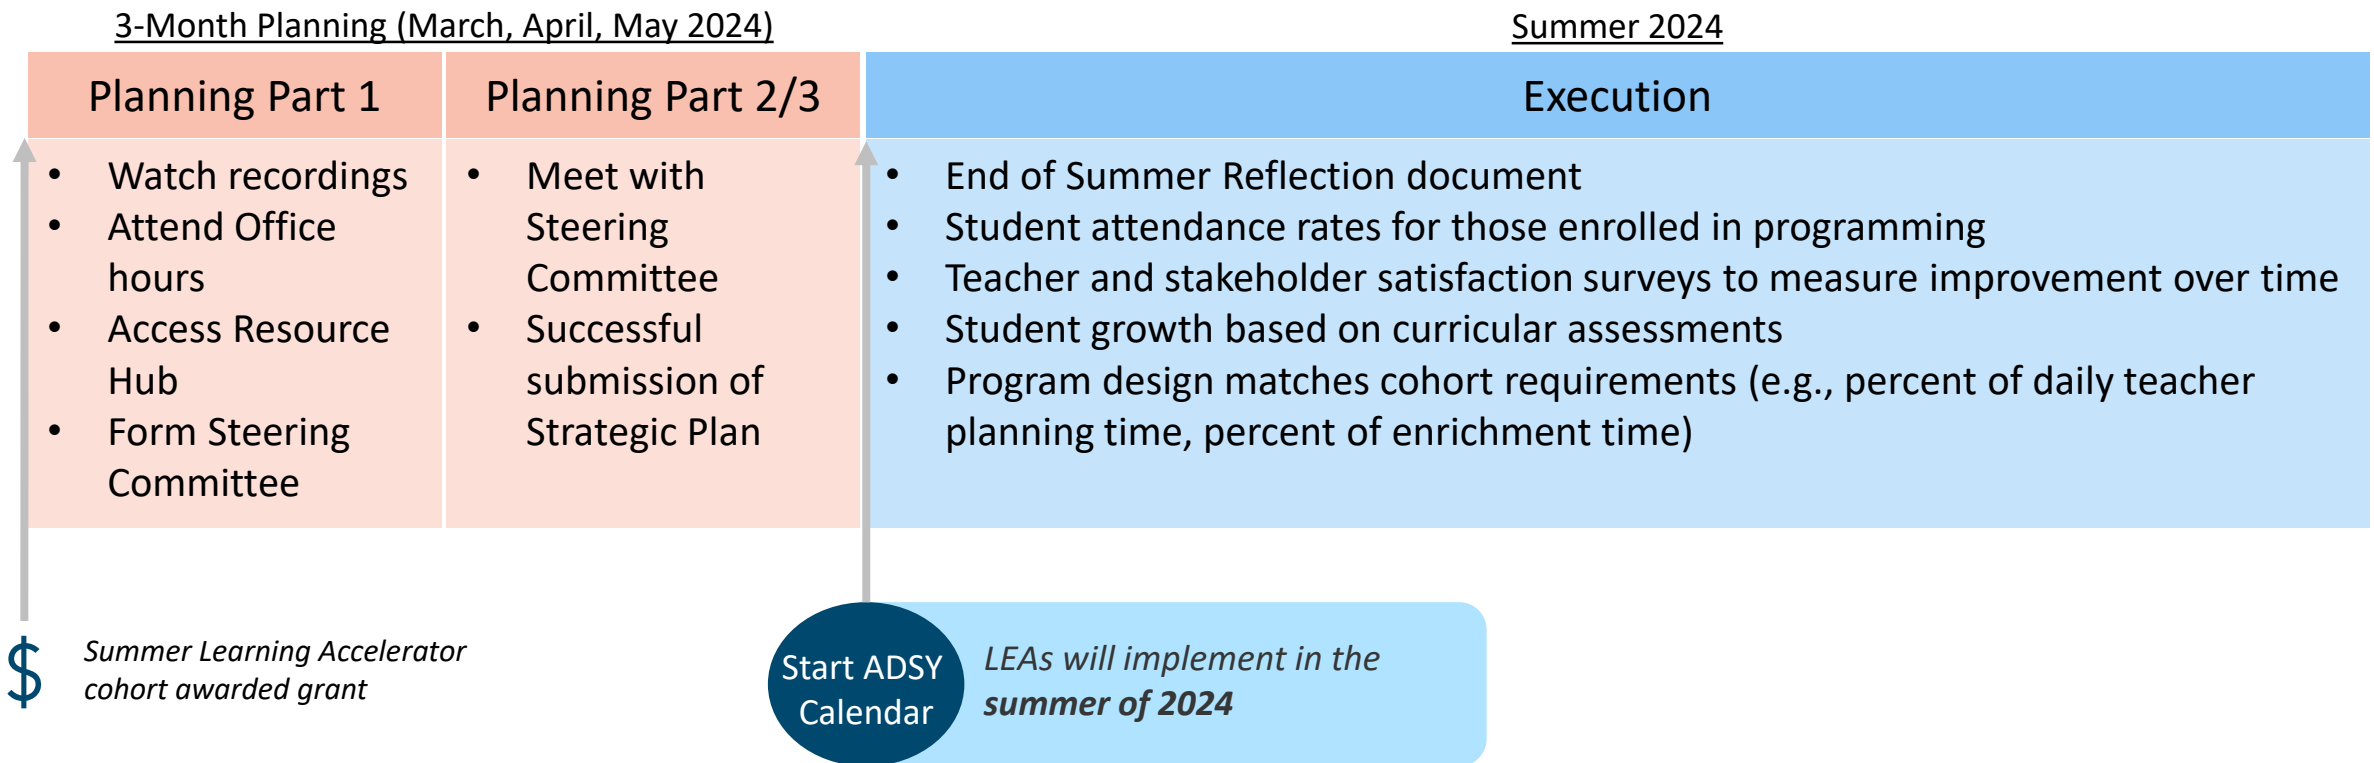 3-Month Planning (March, April, May 2024)
Summer 2024
Planning Part 1
Planning Part 2/3
Execution
• Watch recordings
• Attend Office
hours
• Access Resource
Hub
• Form Steering
Committee
• Meet with
Steering
Committee
• Successful
submission of
Strategic Plan
• End of Summer Reflection document
• Student attendance rates for those enrolled in programming
• Teacher and stakeholder satisfaction surveys to measure improvement over time
• Student growth based on curricular assessments
• Program design matches cohort requirements (e.g., percent of daily teacher
planning time, percent of enrichment time)
$
Summer Learning Accelerator
cohort awarded grant
Start ADSY
Calendar
LEAs will implement in the
summer of 2024